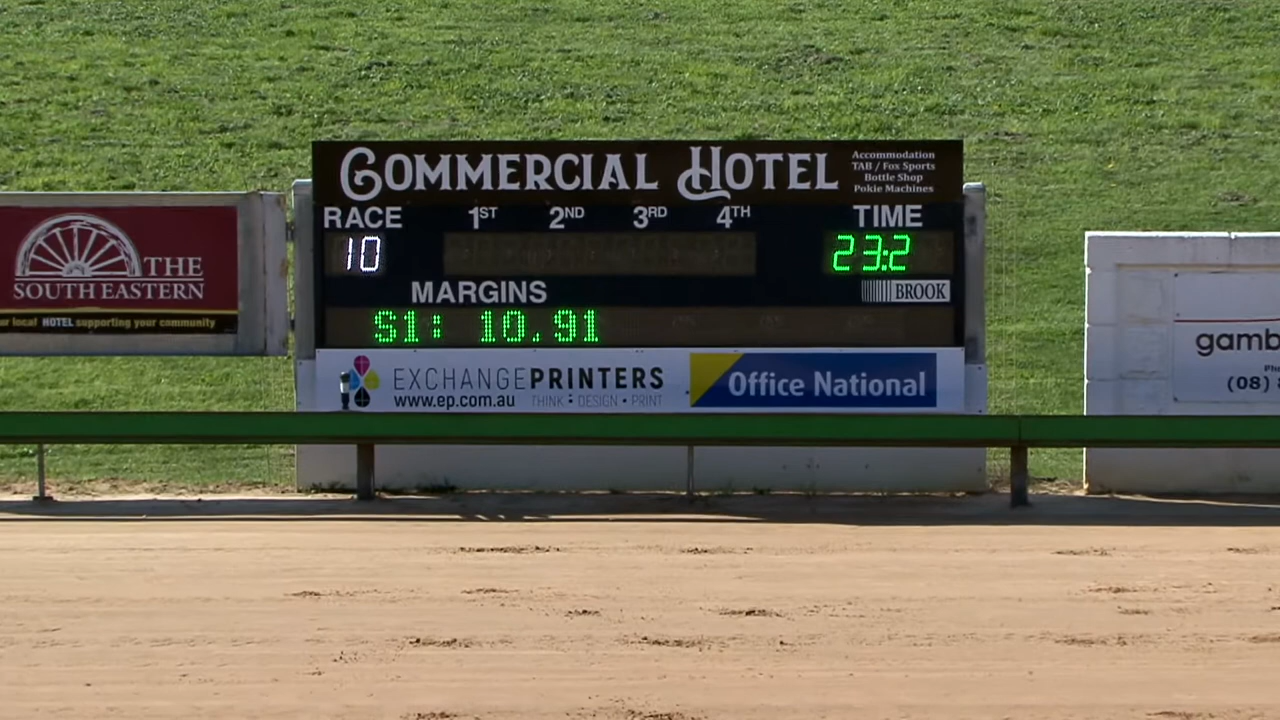 COMMERCIAL HOTEL
Accommodation
TAB / Fox Sports
Bottle Shop
Pokie Machines
RACE 1ST 2ND 3RD 4TH TIME
10 23:2
MARGINS
BROOK
S1: 10.91
EXCHANGEPRINTERS
www.ep.com.au THINK : DESIGN • PRINT
Office National
THE
SOUTH EASTERN
local HOTEL supporting your community
gamb
(08)